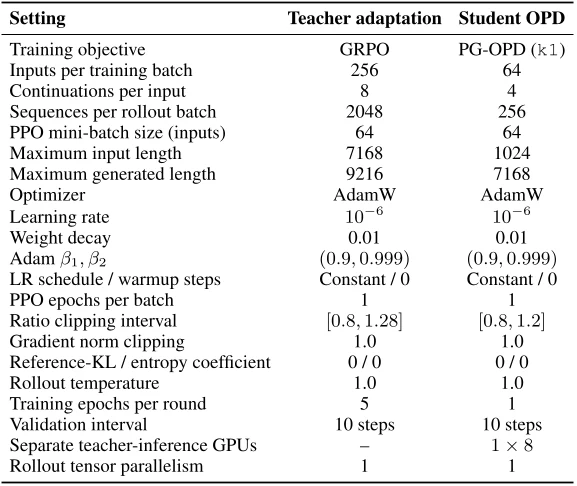 Setting Teacher adaptation Student OPD
Training objective GRPO PG-OPD (k1)
Inputs per training batch 256 64
Continuations per input 8 4
Sequences per rollout batch 2048 256
PPO mini-batch size (inputs) 64 64
Maximum input length 7168 1024
Maximum generated length 9216 7168
Optimizer AdamW AdamW
Learning rate 10⁻⁶ 10⁻⁶
Weight decay 0.01 0.01
Adam β₁, β₂ (0.9, 0.999) (0.9, 0.999)
LR schedule / warmup steps Constant / 0 Constant / 0
PPO epochs per batch 1 1
Ratio clipping interval [0.8, 1.28] [0.8, 1.2]
Gradient norm clipping 1.0 1.0
Reference-KL / entropy coefficient 0 / 0 0 / 0
Rollout temperature 1.0 1.0
Training epochs per round 5 1
Validation interval 10 steps 10 steps
Separate teacher-inference GPUs – 1 × 8
Rollout tensor parallelism 1 1